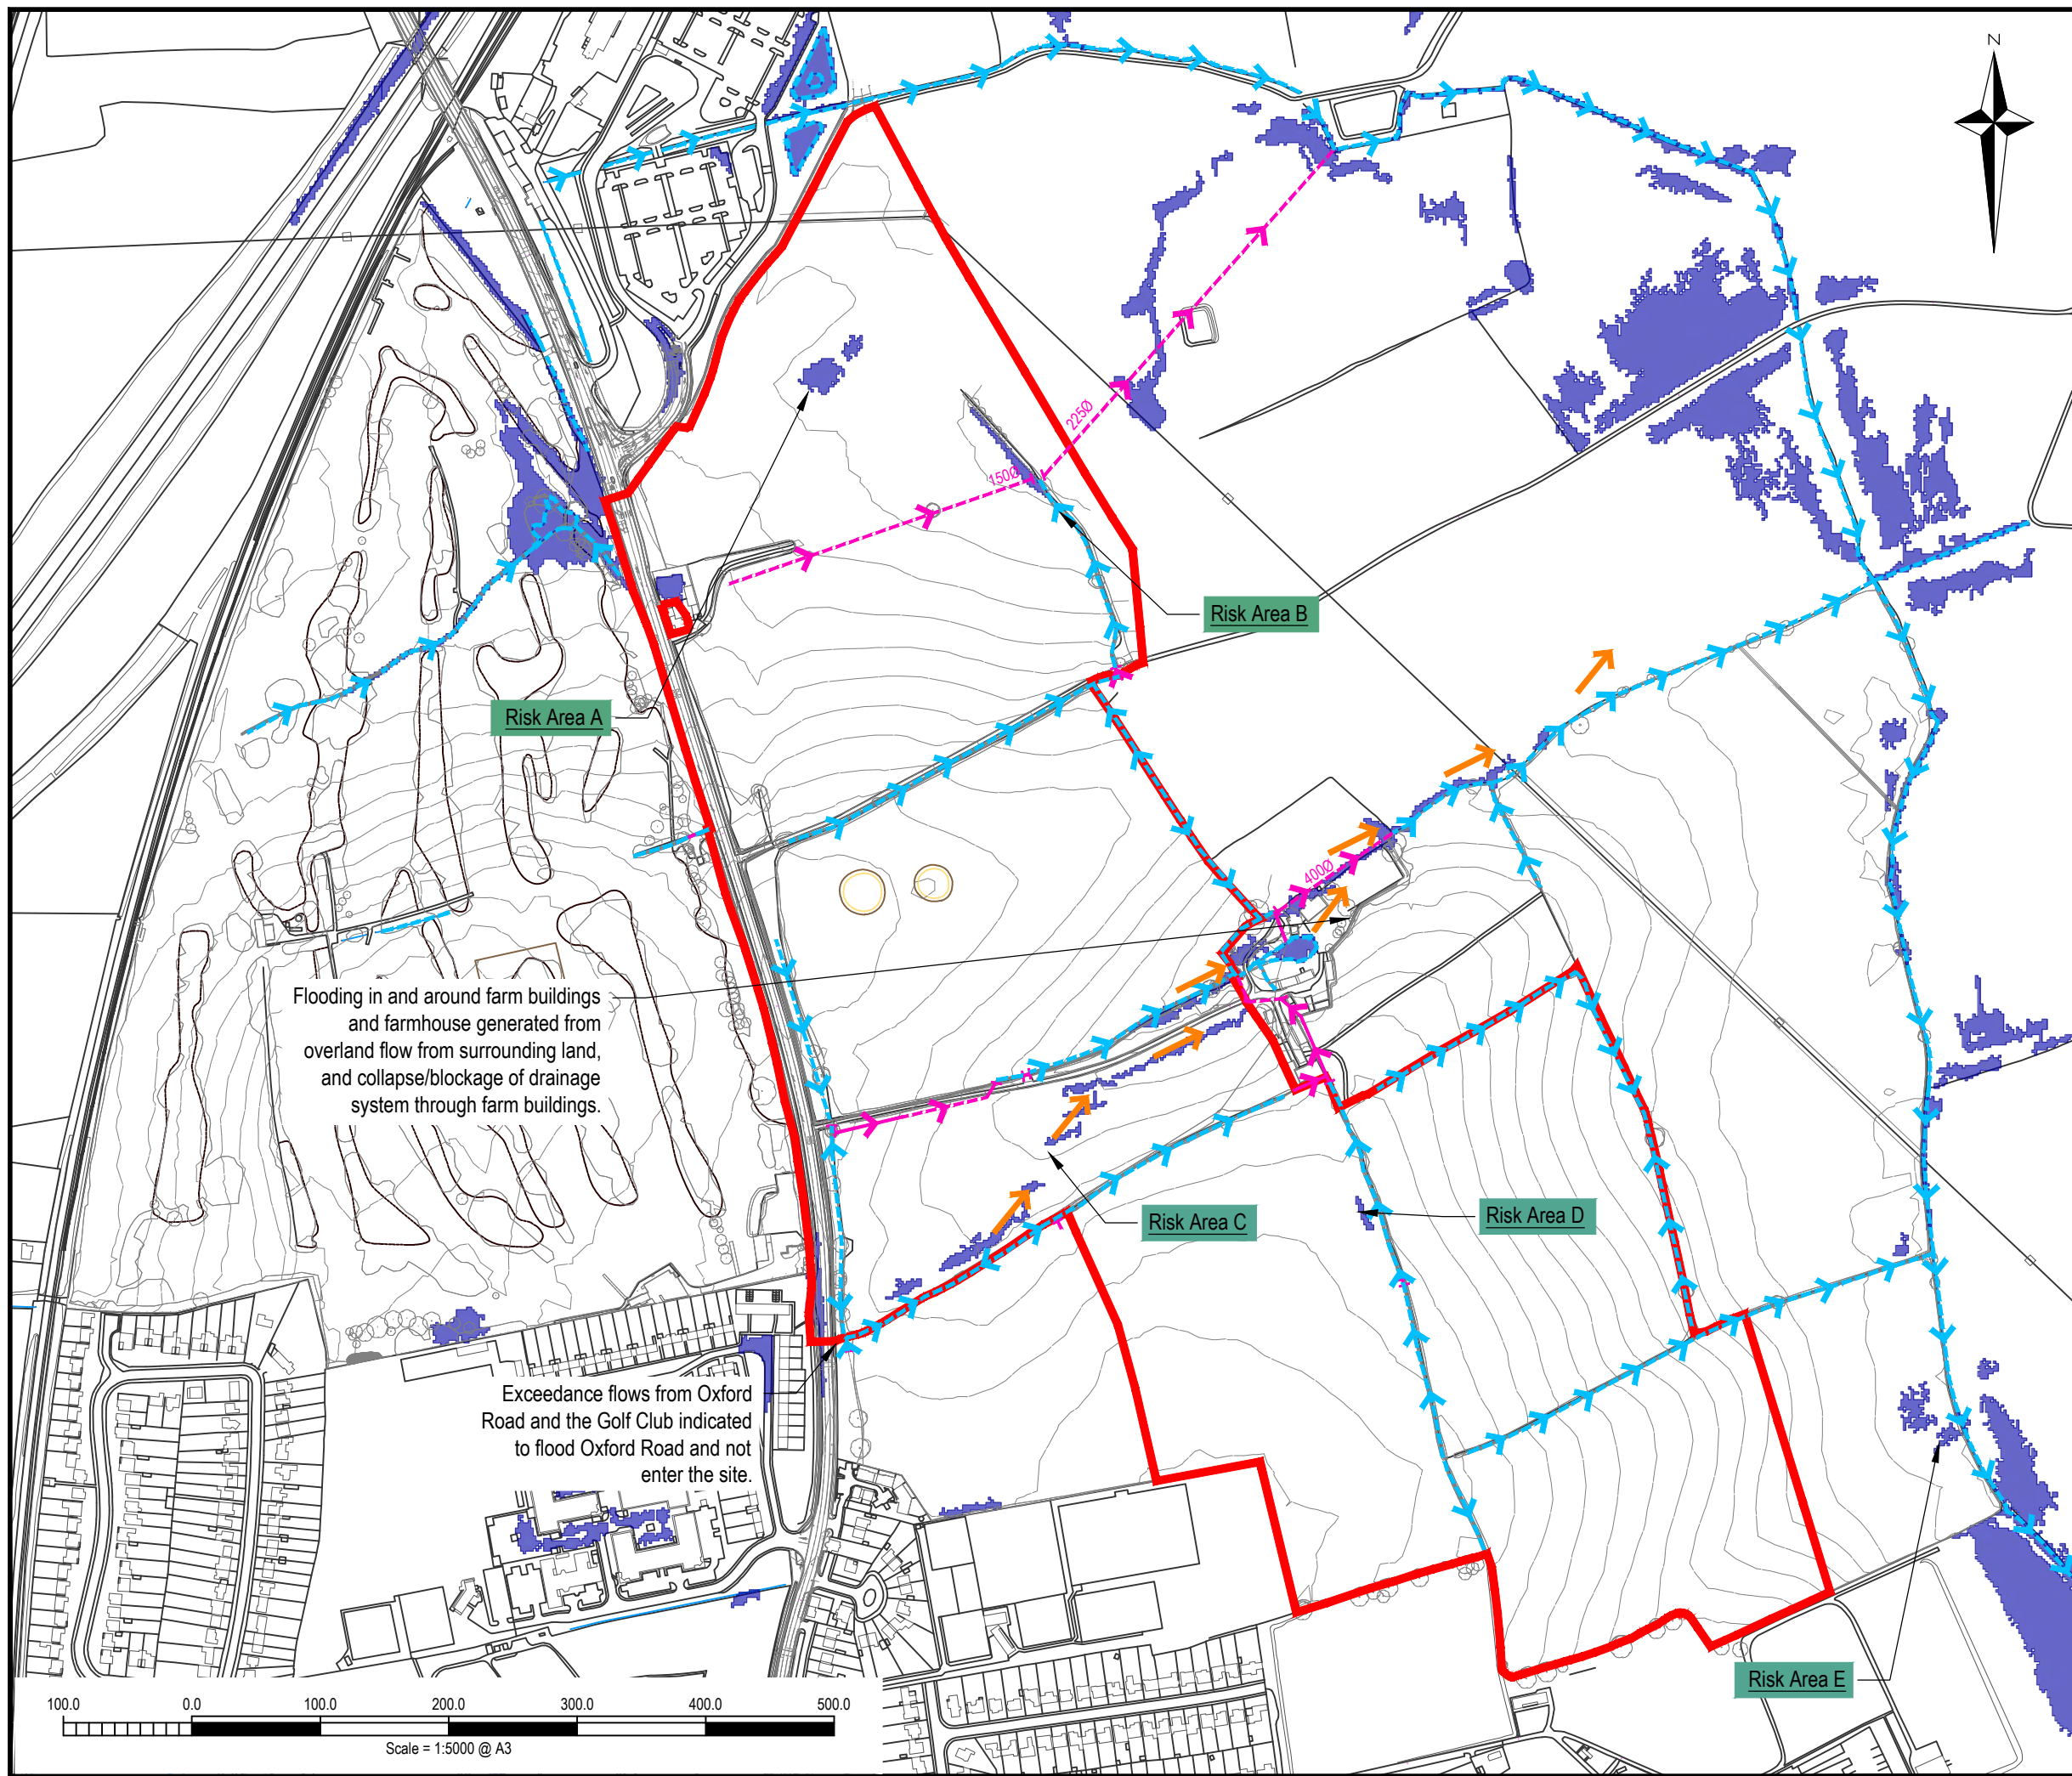 N
225Ø
150Ø
Risk Area B
Risk Area A
400Ø
Flooding in and around farm buildings
and farmhouse generated from
overland flow from surrounding land,
and collapse/blockage of drainage
system through farm buildings.
Risk Area C
Risk Area D
Exceedance flows from Oxford
Road and the Golf Club indicated
to flood Oxford Road and not
enter the site.
Risk Area E
100.0 0.0 100.0 200.0 300.0 400.0 500.0
Scale = 1:5000 @ A3